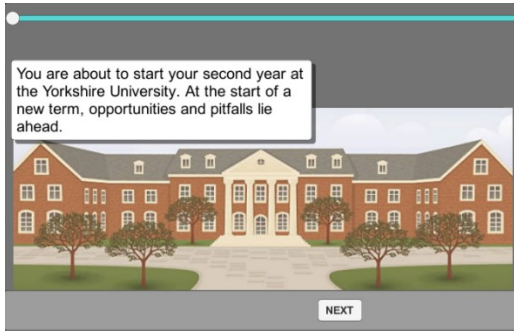 You are about to start your second year at
the Yorkshire University. At the start of a
new term, opportunities and pitfalls lie
ahead.
NEXT